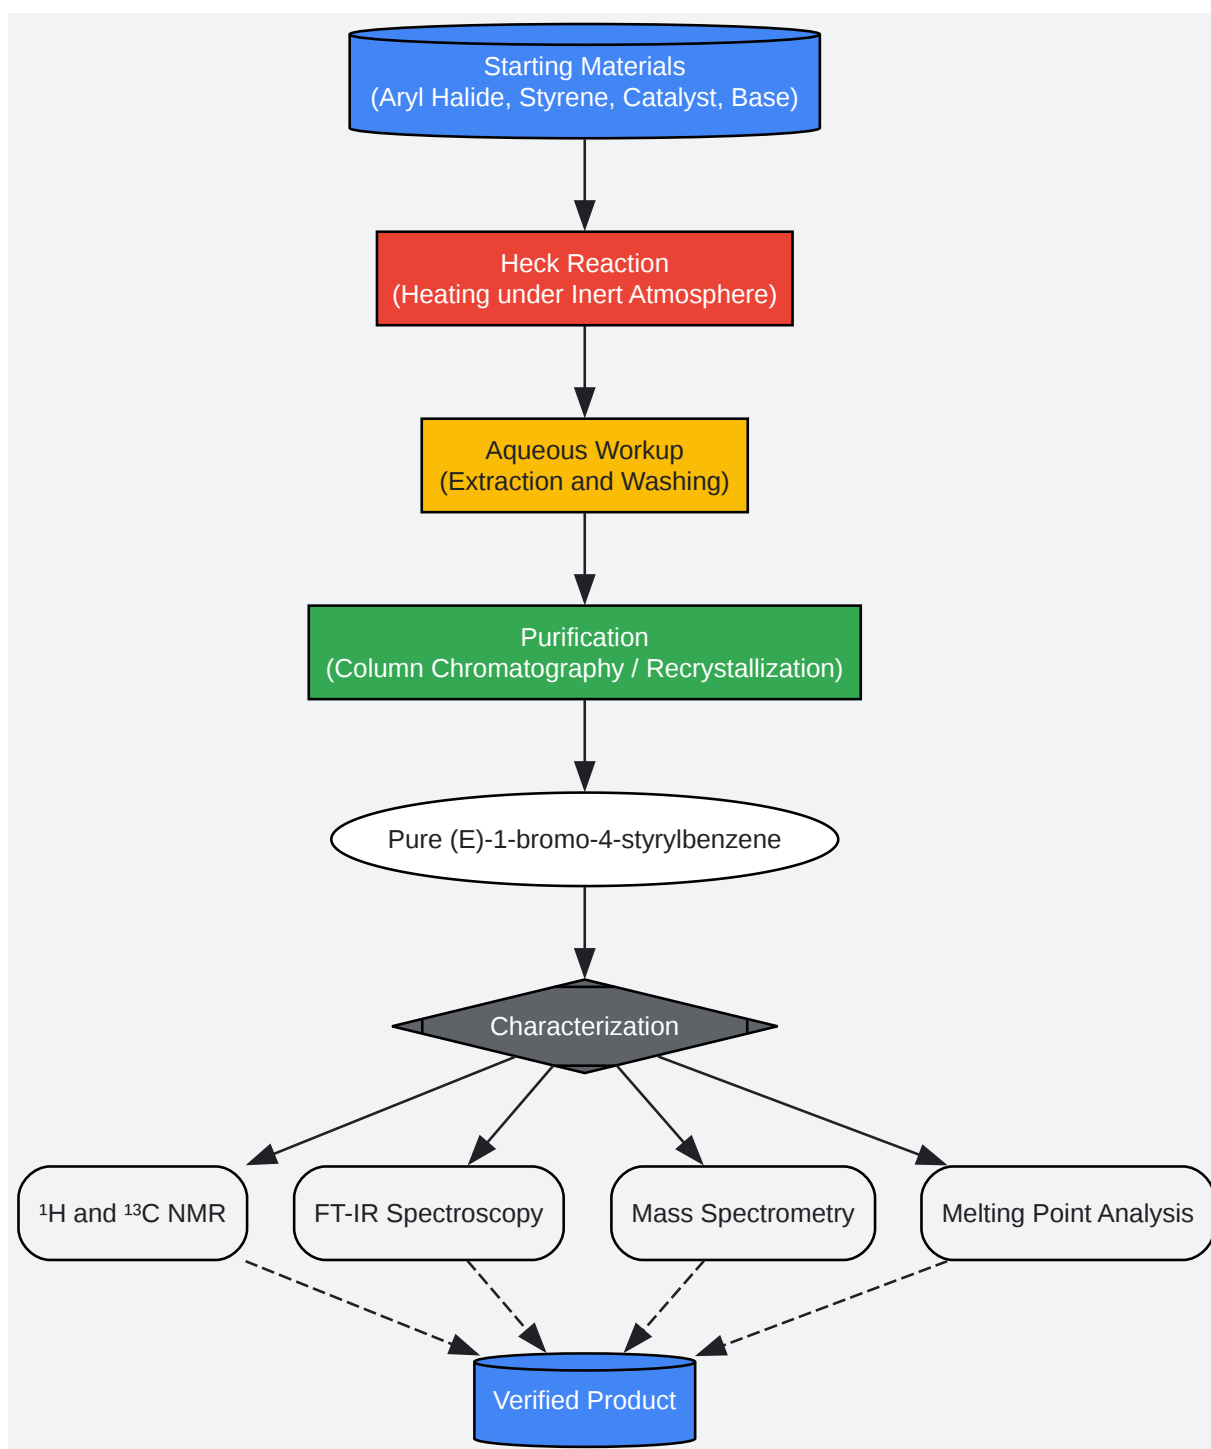 Starting Materials
(Aryl Halide, Styrene, Catalyst, Base)
Heck Reaction
(Heating under Inert Atmosphere)
Aqueous Workup
(Extraction and Washing)
Purification
(Column Chromatography / Recrystallization)
Pure (E)-1-bromo-4-styrylbenzene
Characterization
¹H and ¹³C NMR
FT-IR Spectroscopy
Mass Spectrometry
Melting Point Analysis
Verified Product